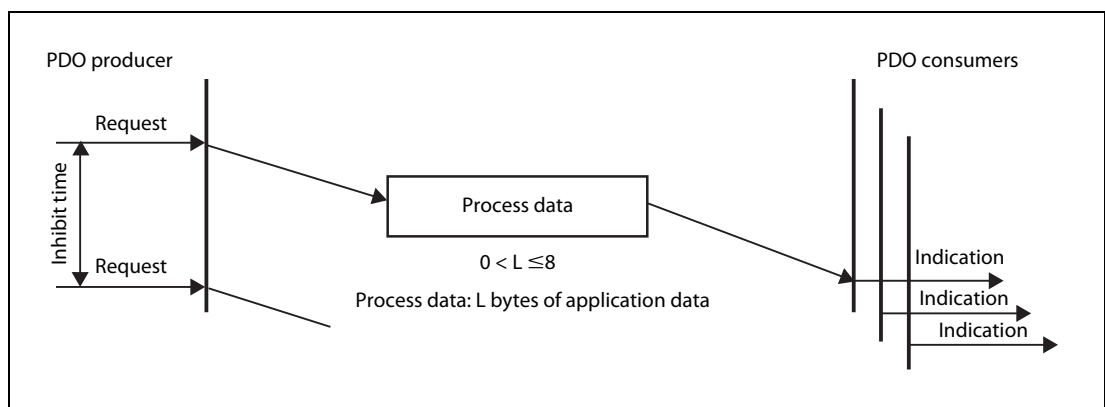 PDO producer
PDO consumers
Request
Inhibit time
Process data
Request
0 < L ≦8
Process data: L bytes of application data
Indication
Indication
Indication